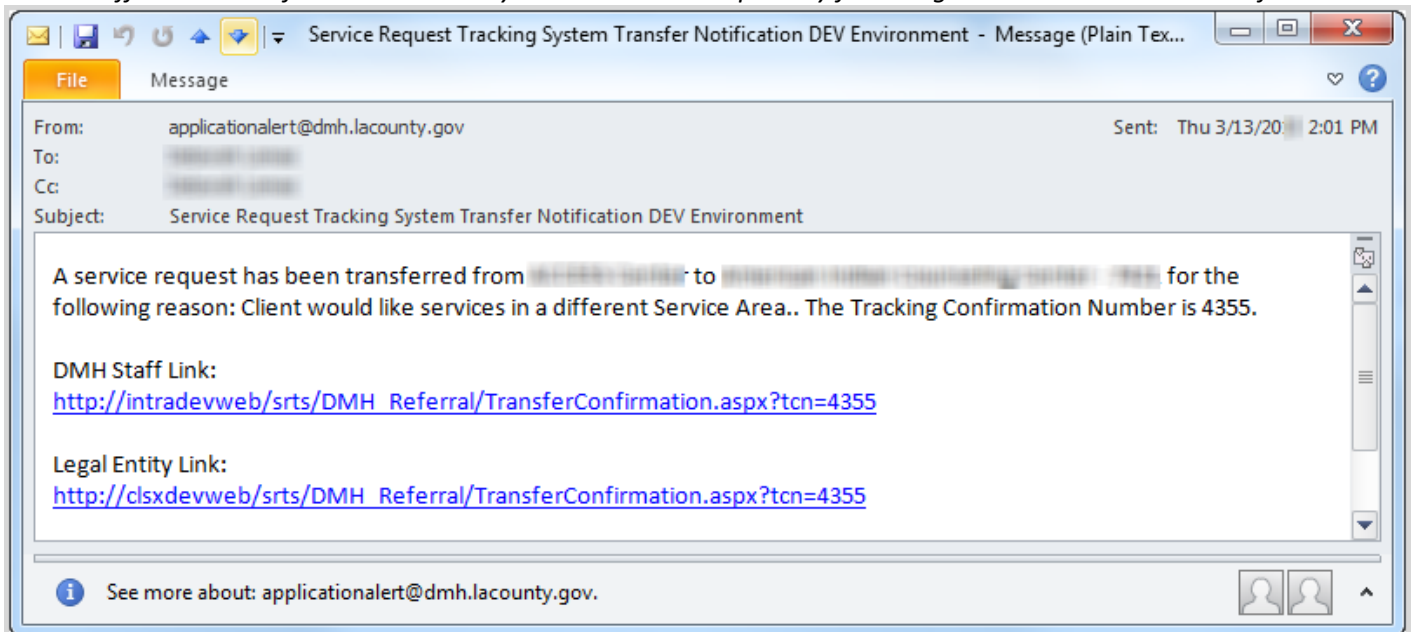 Service Request Tracking System Transfer Notification DEV Environment - Message (Plain Tex...
File Message
From: applicationalert@dmh.lacounty.gov Sent: Thu 3/13/20 2:01 PM
To:
Cc:
Subject: Service Request Tracking System Transfer Notification DEV Environment
A service request has been transferred from to for the
following reason: Client would like services in a different Service Area.. The Tracking Confirmation Number is 4355.
DMH Staff Link:
http://intradevweb/srts/DMH_Referral/TransferConfirmation.aspx?tcn=4355
Legal Entity Link:
http://clsxdevweb/srts/DMH_Referral/TransferConfirmation.aspx?tcn=4355
See more about: applicationalert@dmh.lacounty.gov.